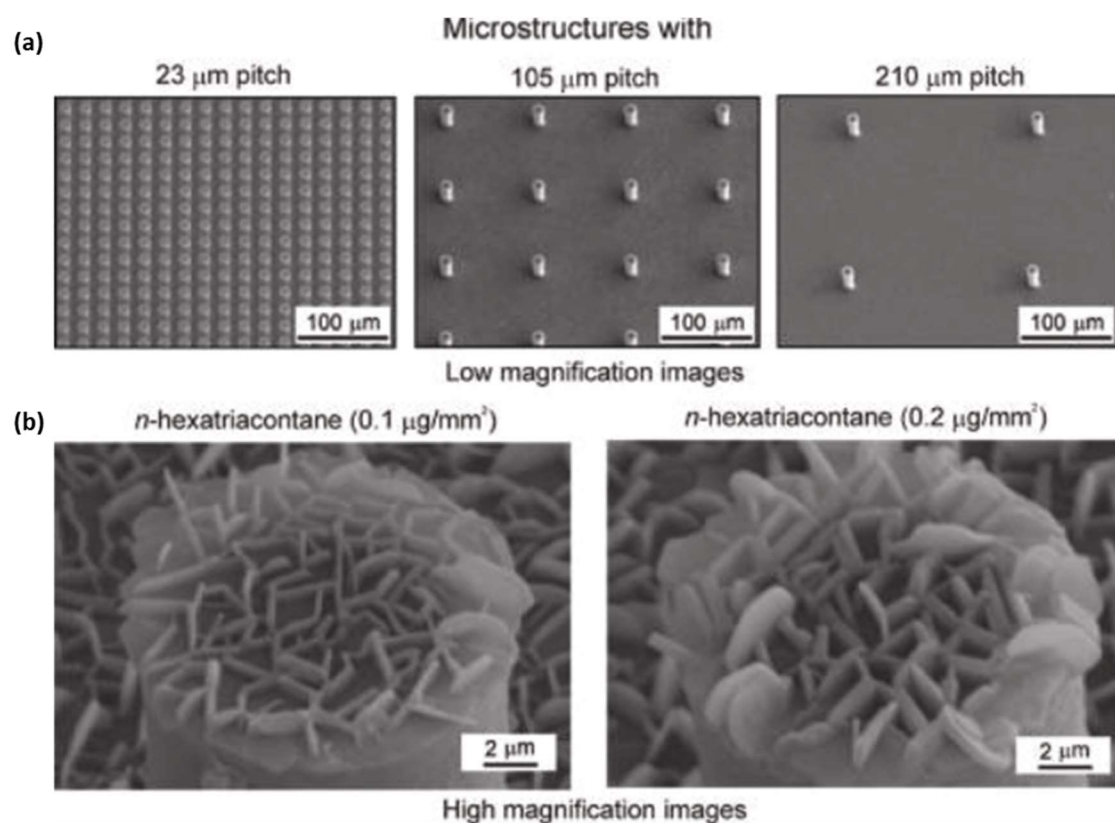 Microstructures with
(a)
23 μm pitch 105 μm pitch 210 μm pitch
100 μm 100 μm 100 μm
Low magnification images
(b)
n-hexatriacontane (0.1 μg/mm²) n-hexatriacontane (0.2 μg/mm²)
2 μm 2 μm
High magnification images